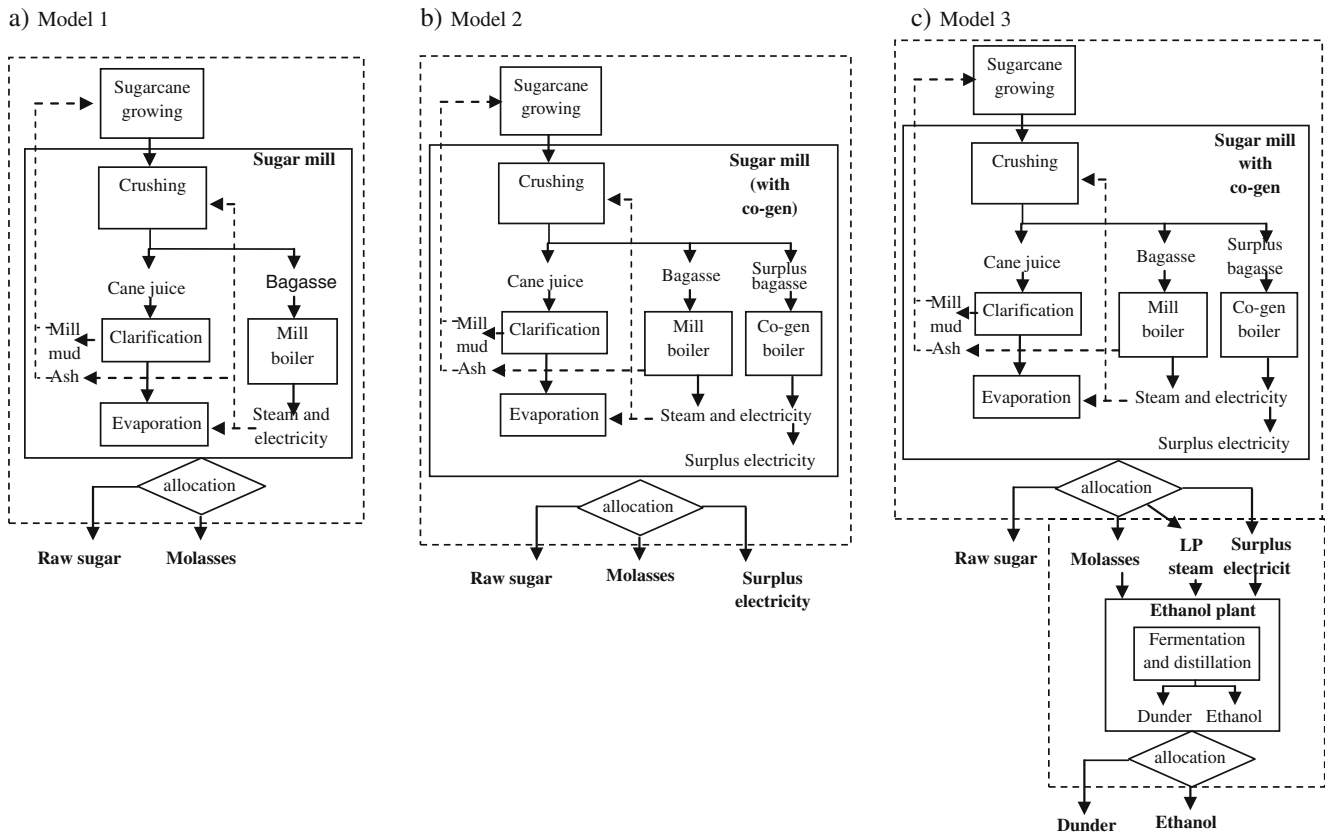 a) Model 1
Sugarcane
growing
Sugar mill
Crushing
Cane juice
Bagasse
Mill
mud
Clarification
Mill
boiler
Ash
Evaporation
Steam and
electricity
allocation
Raw sugar
Molasses
b) Model 2
Sugarcane
growing
Sugar mill
(with
co-gen)
Crushing
Cane juice
Bagasse
Surplus
bagasse
Mill
mud
Clarification
Mill
boiler
Co-gen
boiler
Ash
Evaporation
Steam and electricity
Surplus electricity
allocation
Raw sugar
Molasses
Surplus
electricity
c) Model 3
Sugarcane
growing
Sugar mill
with
co-gen
Crushing
Cane juice
Bagasse
Surplus
bagasse
Mill
mud
Clarification
Mill
boiler
Co-gen
boiler
Ash
Evaporation
Steam and electricity
Surplus electricity
allocation
Raw sugar
Molasses
LP
steam
Surplus
electricit
Ethanol plant
Fermentation
and distillation
Dunder
Ethanol
allocation
Dunder
Ethanol